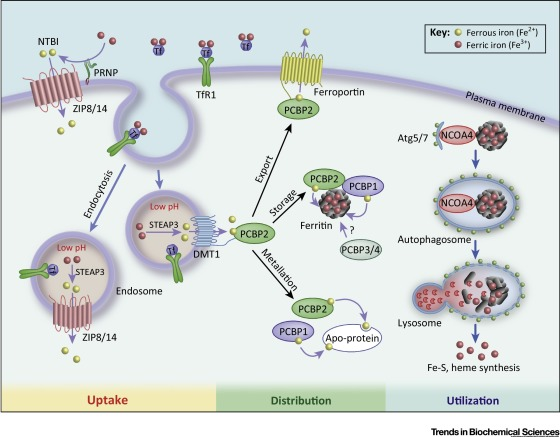 Key:
Ferrous iron (Fe2+)
Ferric iron (Fe3+)
NTBI
PRNP
ZIP8/14
Tf
Tf
Tf
TfR1
Ferroportin
PCBP2
Plasma membrane
Tf
Endocytosis
Low pH
STEAP3
Tf
DMT1
PCBP2
Export
Storage
Metallation
PCBP2
PCBP1
Ferritin
?
PCBP3/4
PCBP2
PCBP1
Apo-protein
Low pH
Tf
STEAP3
Endosome
ZIP8/14
Atg5/7
NCOA4
NCOA4
Autophagosome
Lysosome
Fe-S, heme synthesis
Uptake
Distribution
Utilization
Trends in Biochemical Sciences